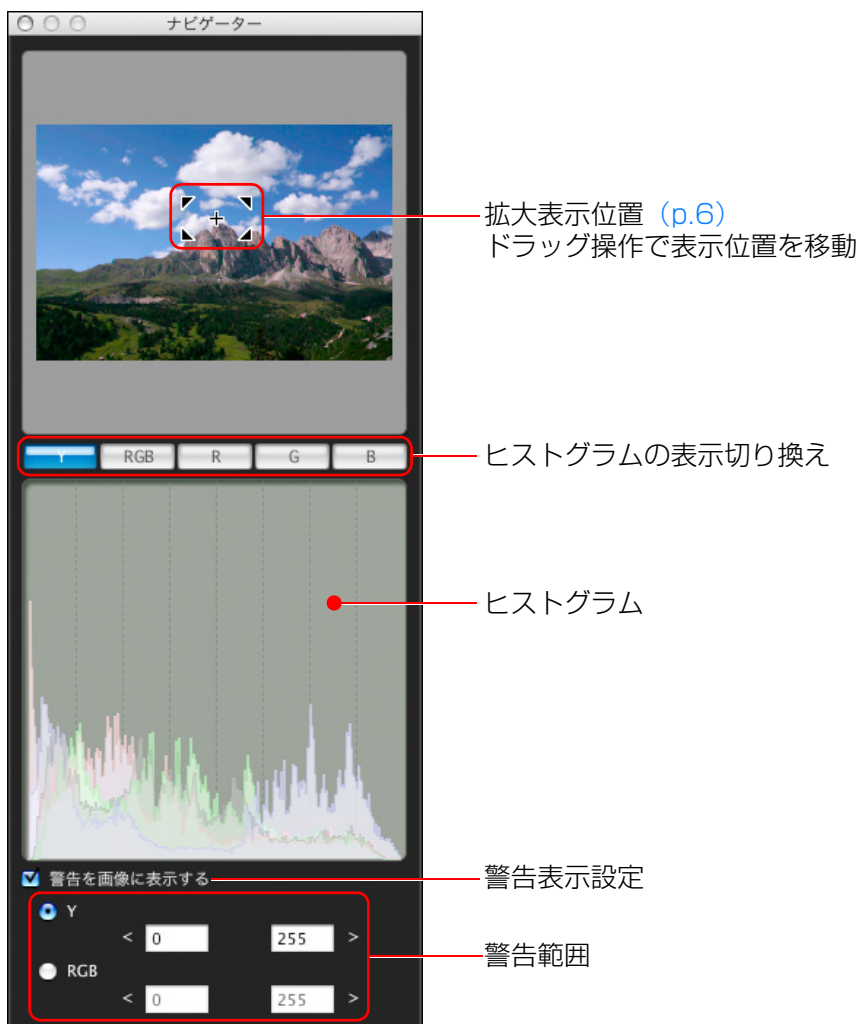 ナビゲーター
拡大表示位置（p.6）
ドラッグ操作で表示位置を移動
Y RGB R G B
ヒストグラムの表示切り換え
ヒストグラム
警告を画像に表示する
警告表示設定
Y
< 0 255 >
警告範囲
RGB
< 0 255 >